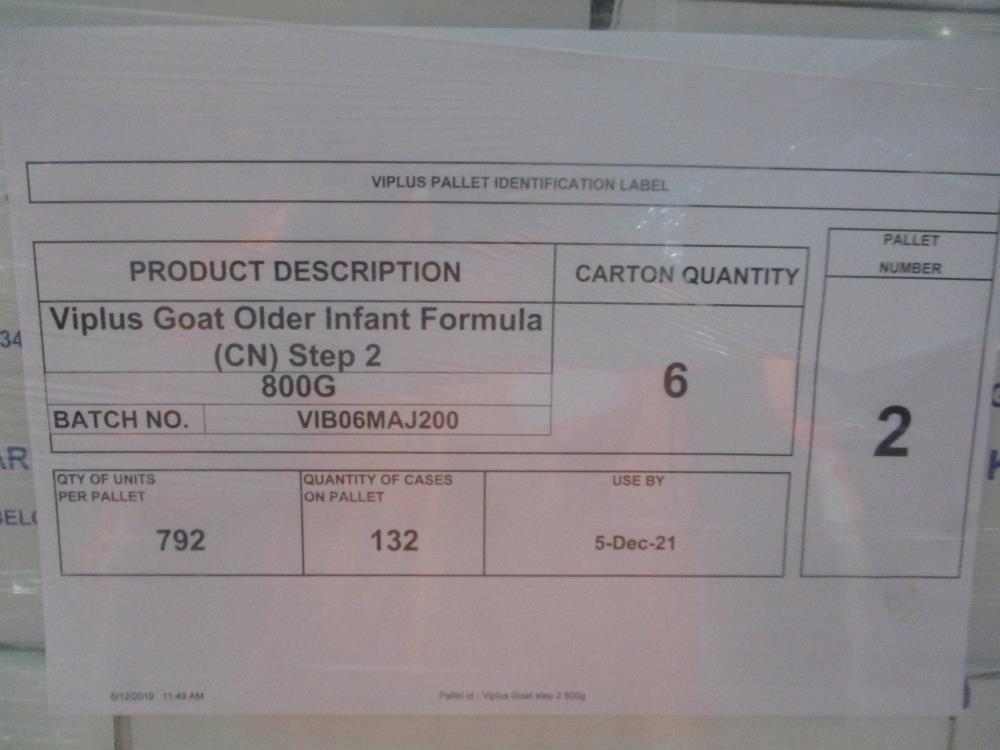 VIPLUS PALLET IDENTIFICATION LABEL
PRODUCT DESCRIPTION
CARTON QUANTITY
PALLET
NUMBER
Viplus Goat Older Infant Formula
(CN) Step 2
800G
6
2
BATCH NO.
VIB06MAJ200
QTY OF UNITS
PER PALLET
792
QUANTITY OF CASES
ON PALLET
132
USE BY
5-Dec-21
6/12/2019 11:49 AM
Pallet id - Viplus Goat step 2 800g
34
AR